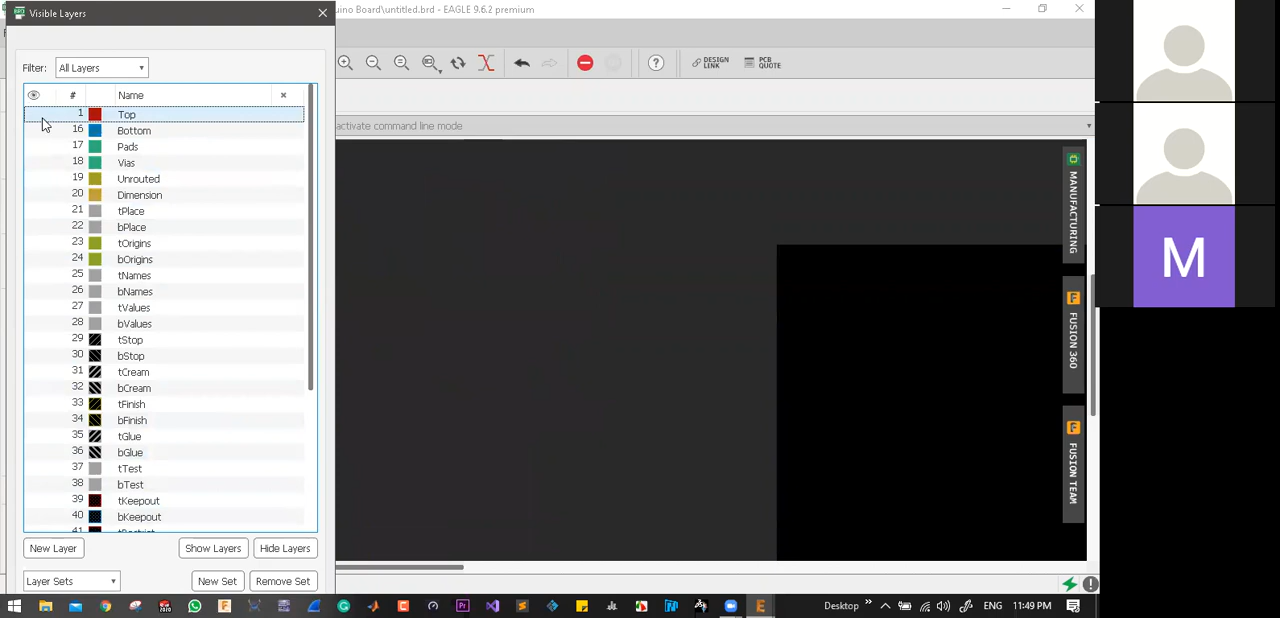 Visible Layers
uino Board\untitled.brd - EAGLE 9.6.2 premium
Filter: All Layers
DESIGN LINK
PCB QUOTE
# Name
activate command line mode
1 Top
16 Bottom
17 Pads
18 Vias
19 Unrouted
20 Dimension
21 tPlace
22 bPlace
23 tOrigins
24 bOrigins
25 tNames
26 bNames
27 tValues
28 bValues
29 tStop
30 bStop
31 tCream
32 bCream
33 tFinish
34 bFinish
35 tGlue
36 bGlue
37 tTest
38 bTest
39 tKeepout
40 bKeepout
41 tRestrict
New Layer Show Layers Hide Layers
Layer Sets New Set Remove Set
MANUFACTURING
FUSION 360
FUSION TEAM
M
Desktop ENG 11:49 PM